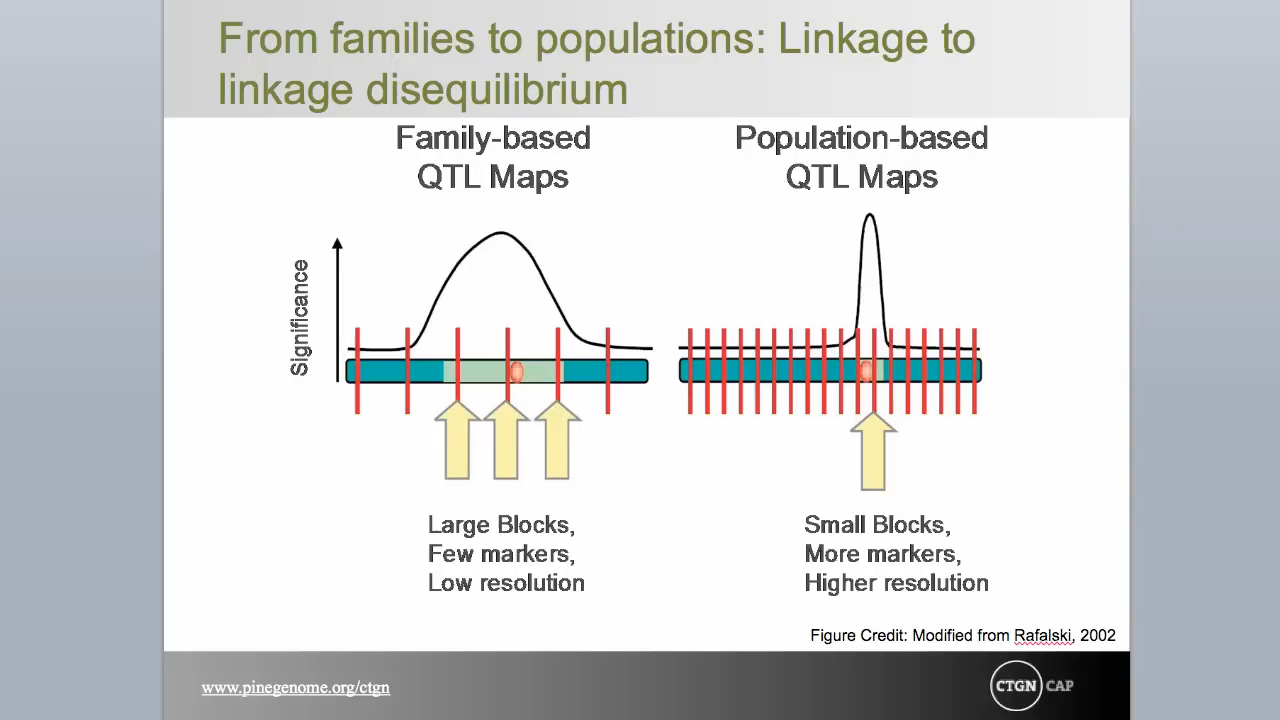 From families to populations: Linkage to
linkage disequilibrium
Family-based
QTL Maps
Population-based
QTL Maps
Significance
Large Blocks,
Few markers,
Low resolution
Small Blocks,
More markers,
Higher resolution
Figure Credit: Modified from Rafalski, 2002
www.pinegenome.org/ctgn
CTGN CAP